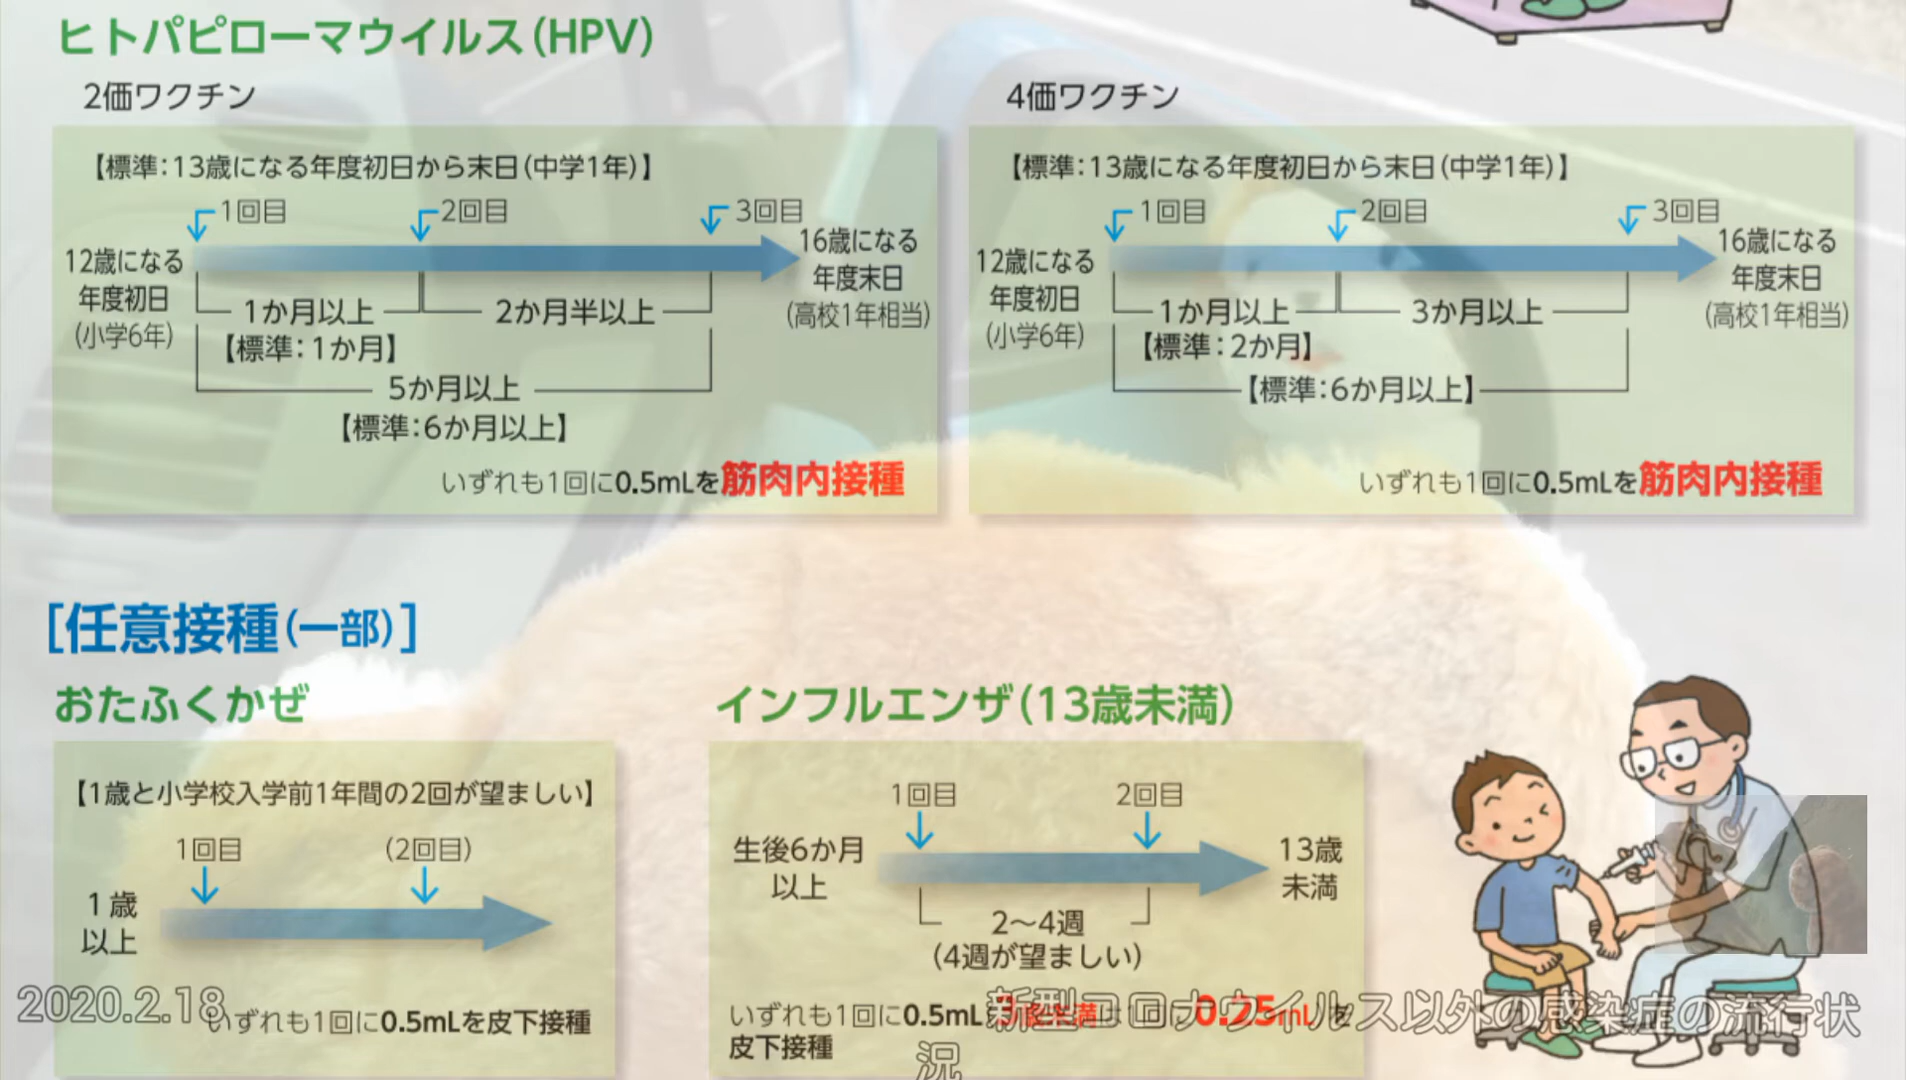 ヒトパピローマウイルス(HPV)
2価ワクチン
【標準:13歳になる年度初日から末日(中学1年)】
1回目
2回目
3回目
12歳になる
年度初日
(小学6年)
16歳になる
年度末日
(高校1年相当)
1か月以上
2か月半以上
【標準:1か月】
5か月以上
【標準:6か月以上】
いずれも1回に0.5mLを筋肉内接種
4価ワクチン
【標準:13歳になる年度初日から末日(中学1年)】
1回目
2回目
3回目
12歳になる
年度初日
(小学6年)
16歳になる
年度末日
(高校1年相当)
1か月以上
3か月以上
【標準:2か月】
【標準:6か月以上】
いずれも1回に0.5mLを筋肉内接種
[任意接種(一部)]
おたふくかぜ
【1歳と小学校入学前1年間の2回が望ましい】
1回目
(2回目)
1歳
以上
いずれも1回に0.5mLを皮下接種
インフルエンザ(13歳未満)
1回目
2回目
生後6か月
以上
13歳
未満
2〜4週
(4週が望ましい)
いずれも1回に0.5mL 1回に0.25mLを
皮下接種
2020.2.18
新型コロナウイルス以外の感染症の流行状
況